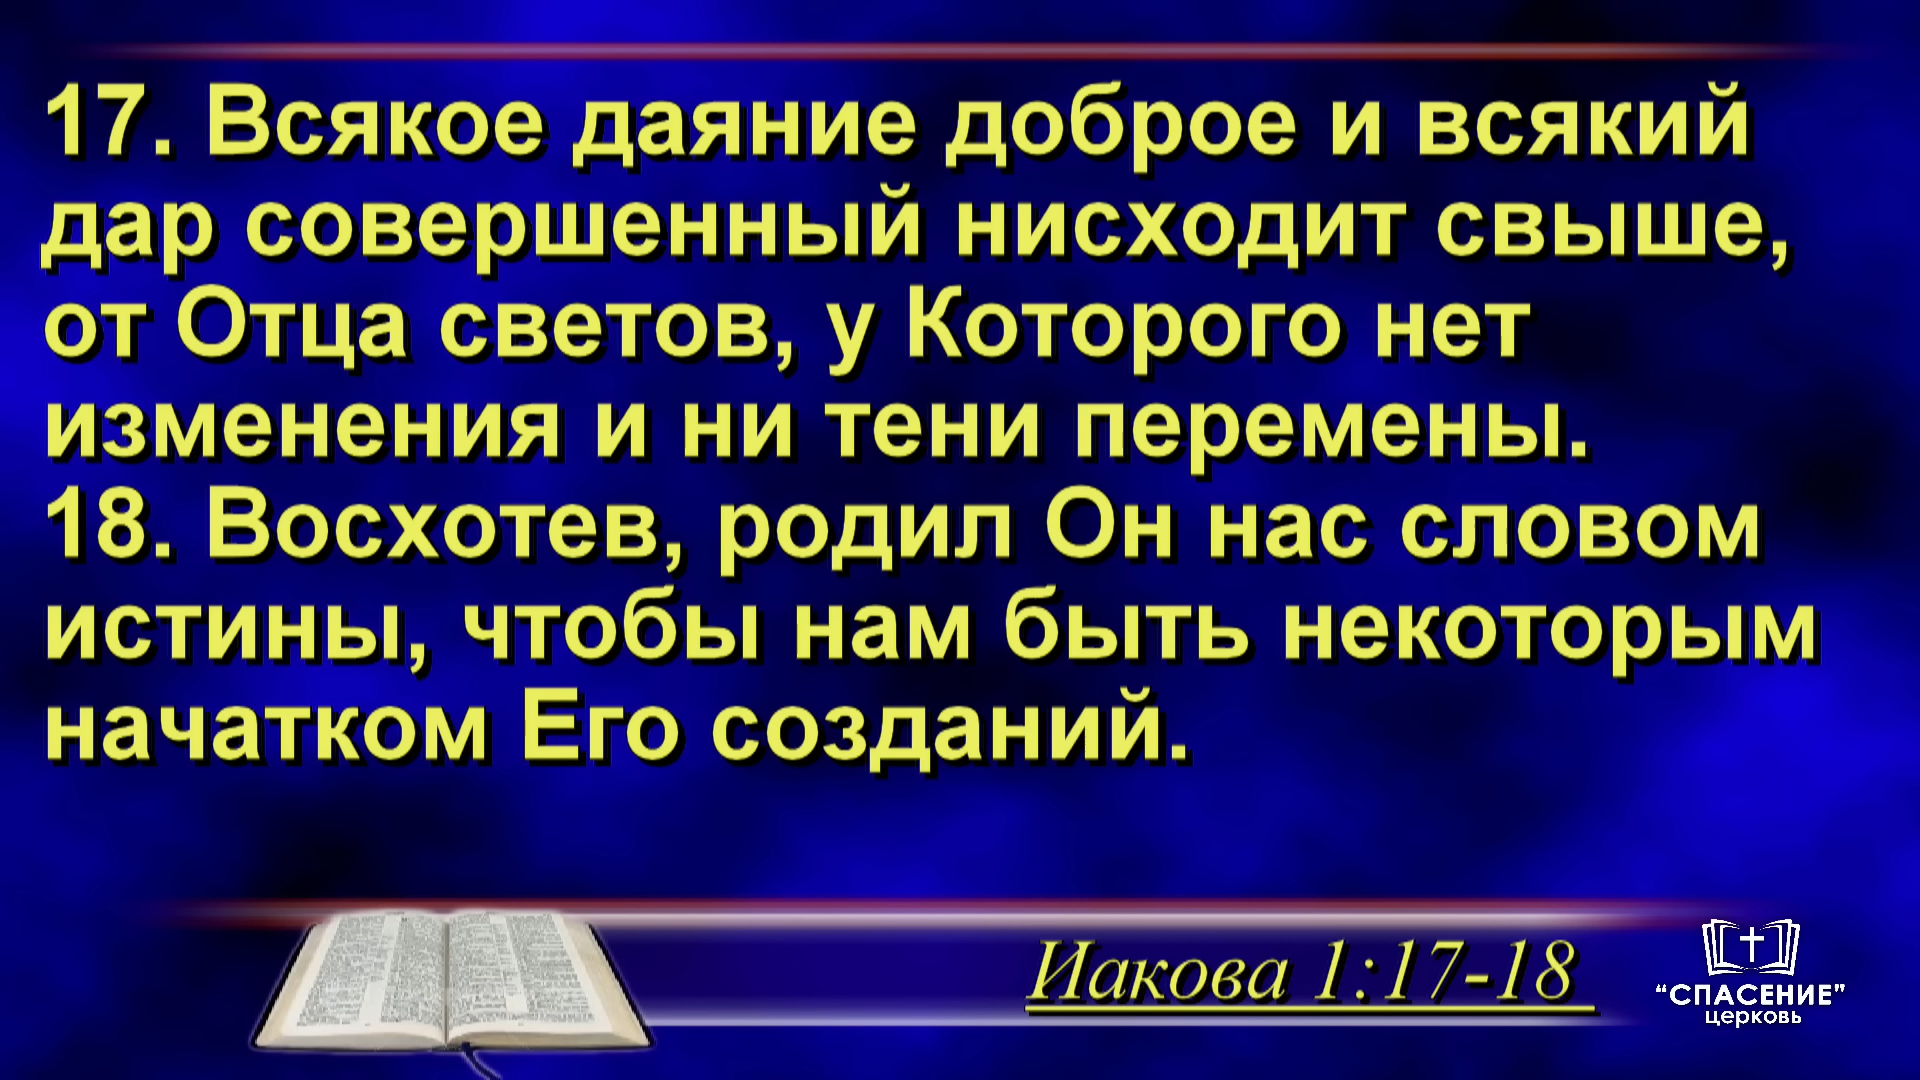 17. Всякое даяние доброе и всякий
дар совершенный нисходит свыше,
от Отца светов, у Которого нет
изменения и ни тени перемены.
18. Восхотев, родил Он нас словом
истины, чтобы нам быть некоторым
начатком Его созданий.
Иакова 1:17-18
“СПАСЕНИЕ”
церковь